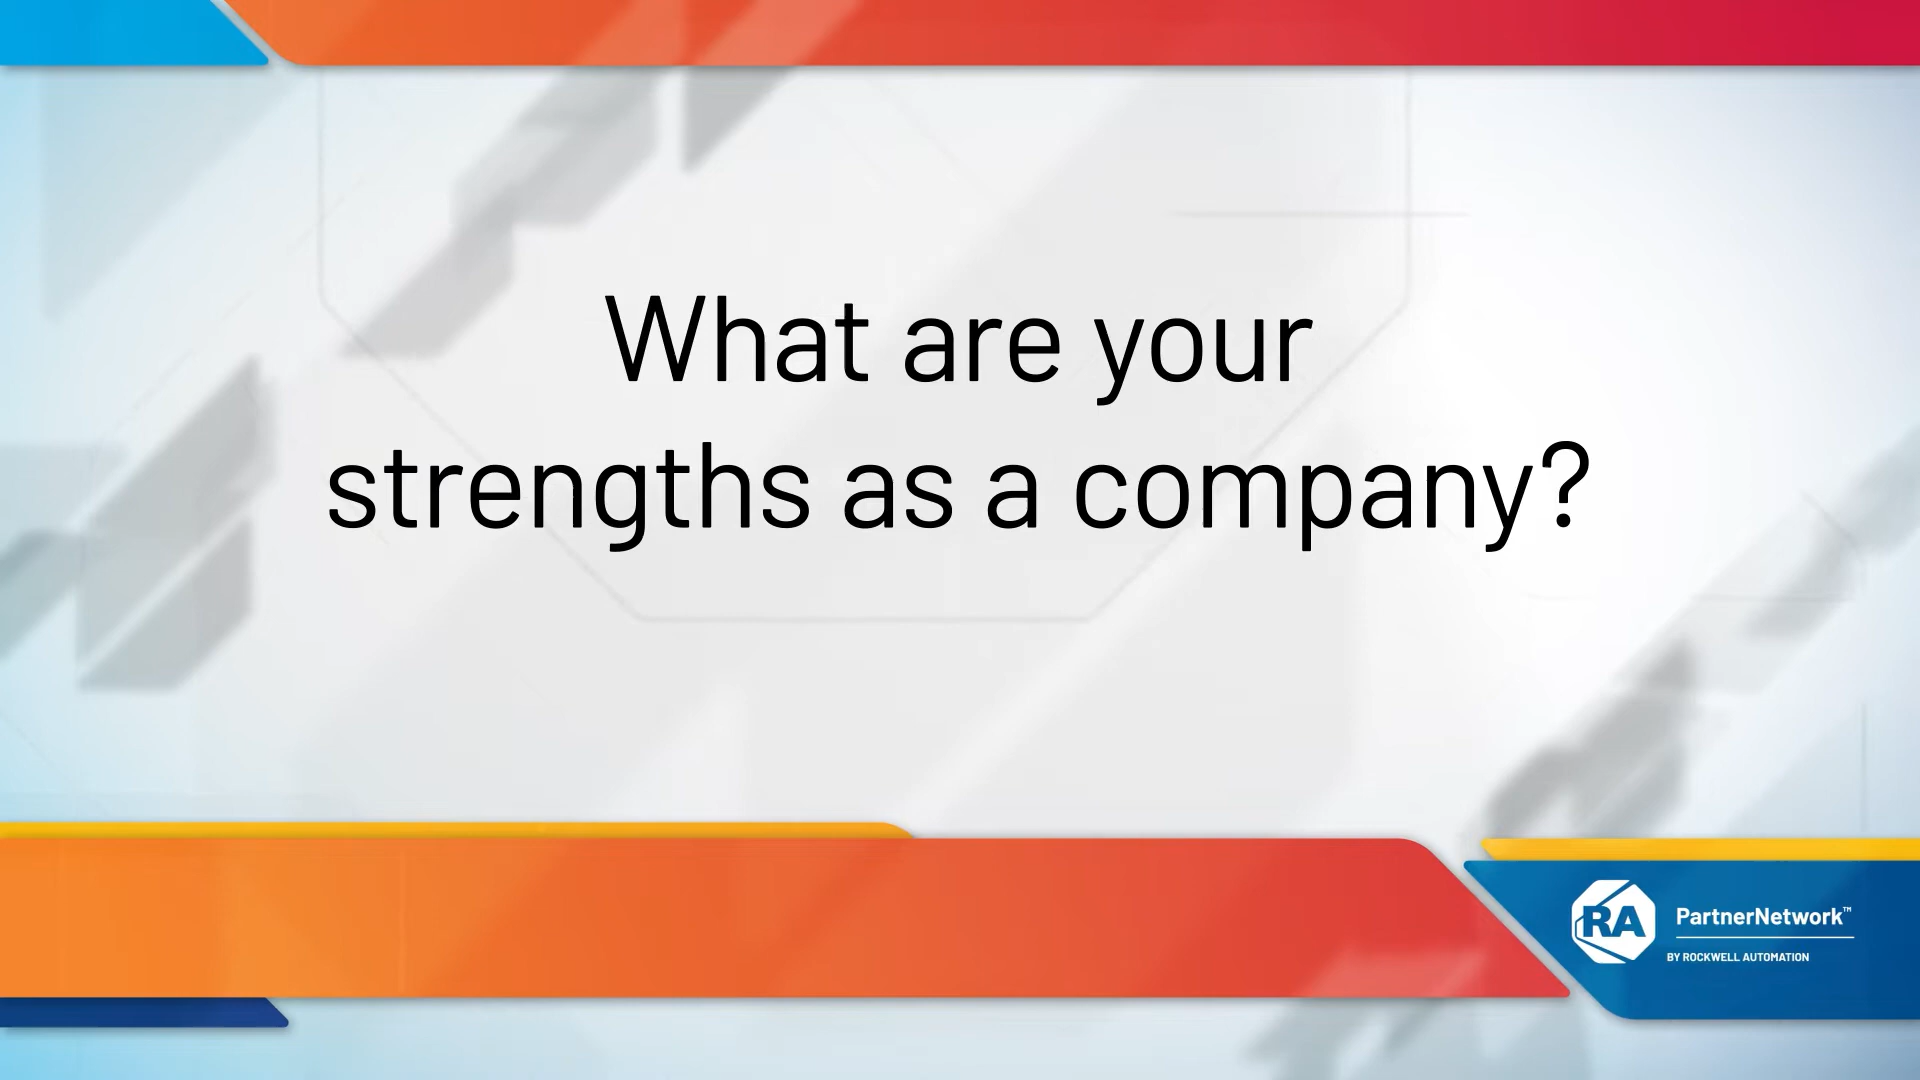 What are your
strengths as a company?
RA
PartnerNetwork™
BY ROCKWELL AUTOMATION